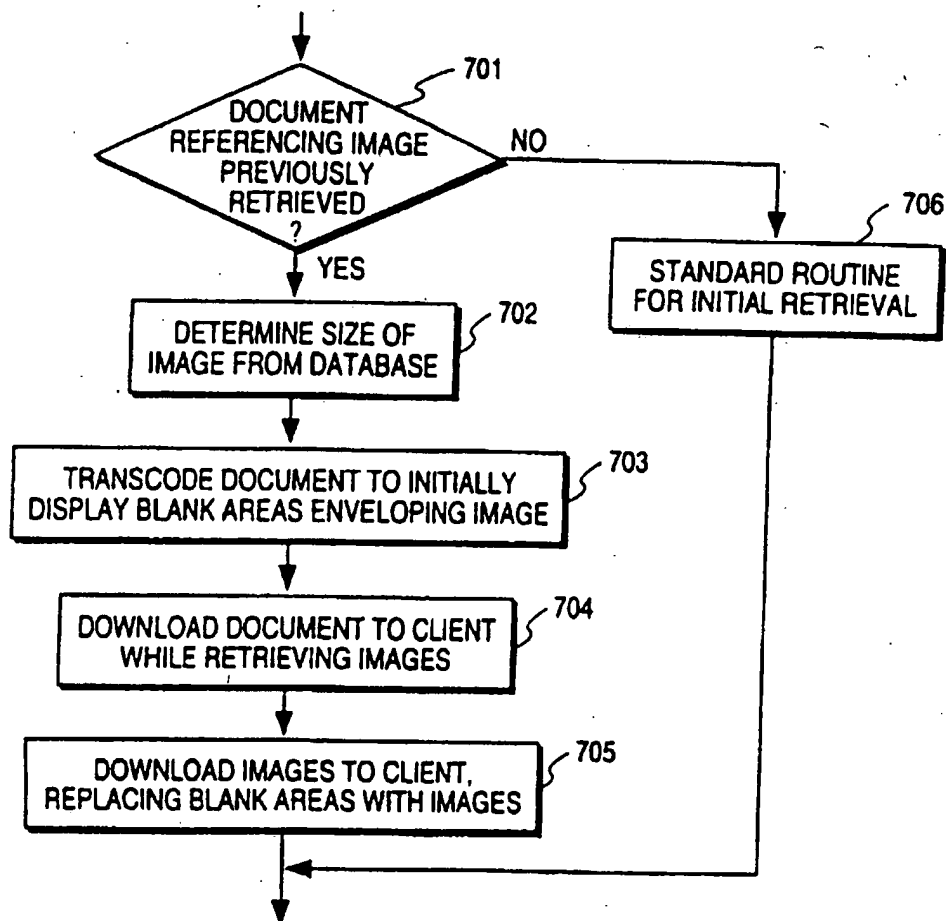 701
DOCUMENT
REFERENCING IMAGE
PREVIOUSLY
RETRIEVED
?
NO
YES
706
STANDARD ROUTINE
FOR INITIAL RETRIEVAL
702
DETERMINE SIZE OF
IMAGE FROM DATABASE
703
TRANSCODE DOCUMENT TO INITIALLY
DISPLAY BLANK AREAS ENVELOPING IMAGE
704
DOWNLOAD DOCUMENT TO CLIENT
WHILE RETRIEVING IMAGES
705
DOWNLOAD IMAGES TO CLIENT,
REPLACING BLANK AREAS WITH IMAGES